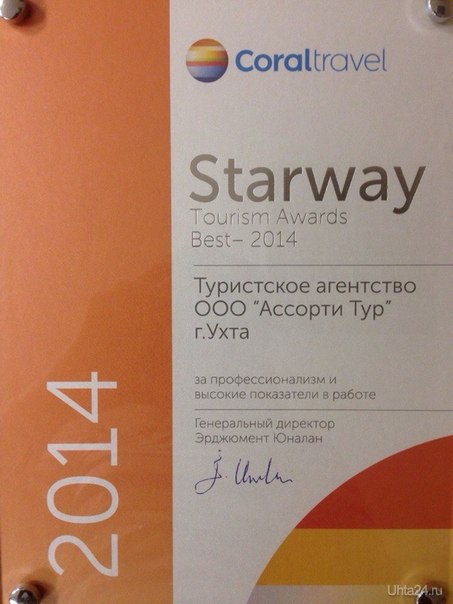 Coraltravel
Starway
Tourism Awards
Best– 2014
Туристское агентство
ООО “Ассорти Тур”
г.Ухта
за профессионализм и
высокие показатели в работе
Генеральный директор
Эрджюмент Юналан
2014
Uhta24.ru